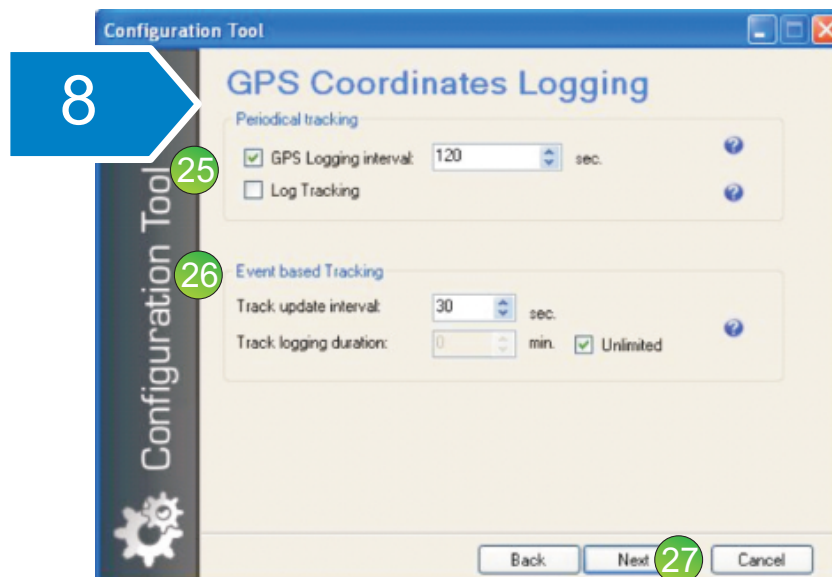 Configuration Tool
8
GPS Coordinates Logging
Periodical tracking
25
GPS Logging interval: 120 sec.
Log Tracking
Configuration Tool
26
Event based Tracking
Track update interval: 30 sec.
Track logging duration: 0 min. Unlimited
Back Next 27 Cancel